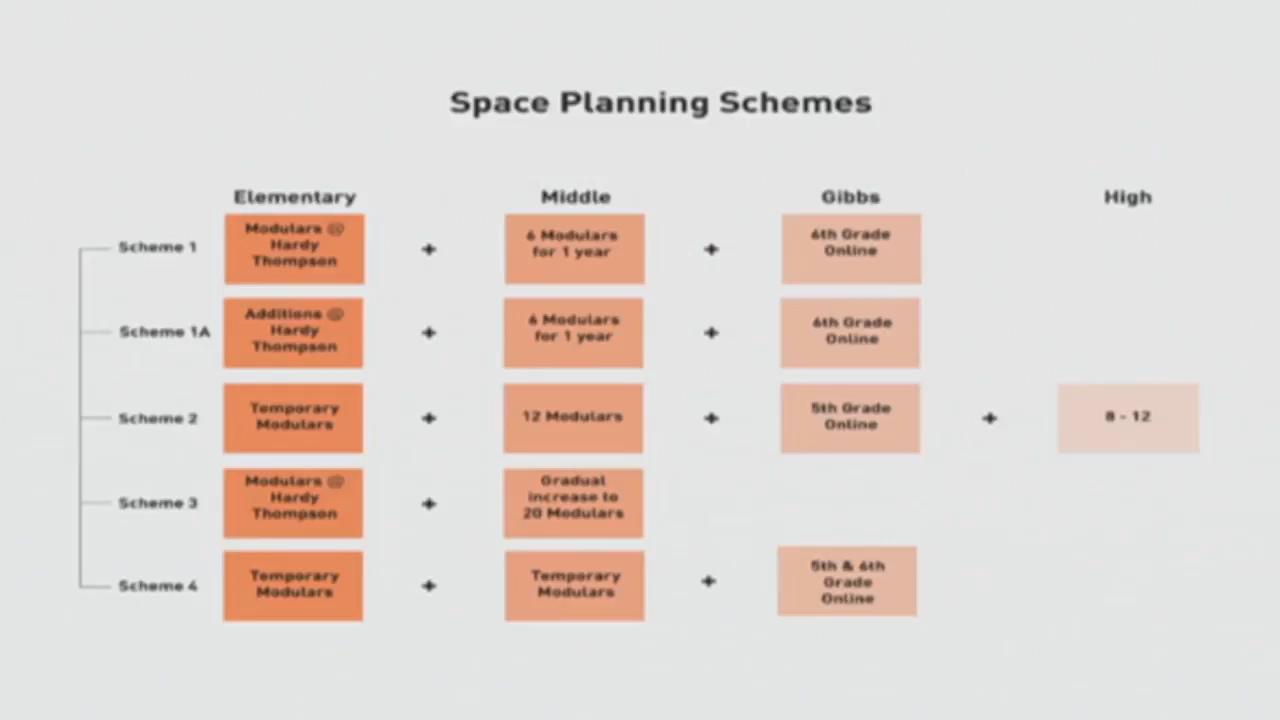 Space Planning Schemes
Elementary Middle Gibbs High
Scheme 1
Modulars @
Hardy
Thompson
+
6 Modulars
for 1 year
+
6th Grade
Online
Scheme 1A
Additions @
Hardy
Thompson
+
6 Modulars
for 1 year
+
6th Grade
Online
Scheme 2
Temporary
Modulars
+
12 Modulars
+
5th Grade
Online
+
8 - 12
Scheme 3
Modulars @
Hardy
Thompson
+
Gradual
increase to
20 Modulars
Scheme 4
Temporary
Modulars
+
Temporary
Modulars
+
5th & 6th
Grade
Online